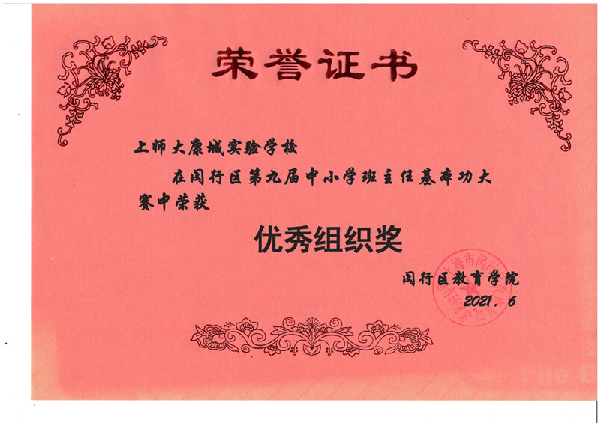 荣誉证书
上师大康城实验学校
在闵行区第九届中小学班主任基本功大
赛中荣获
优秀组织奖
闵行区教育学院
2021.6